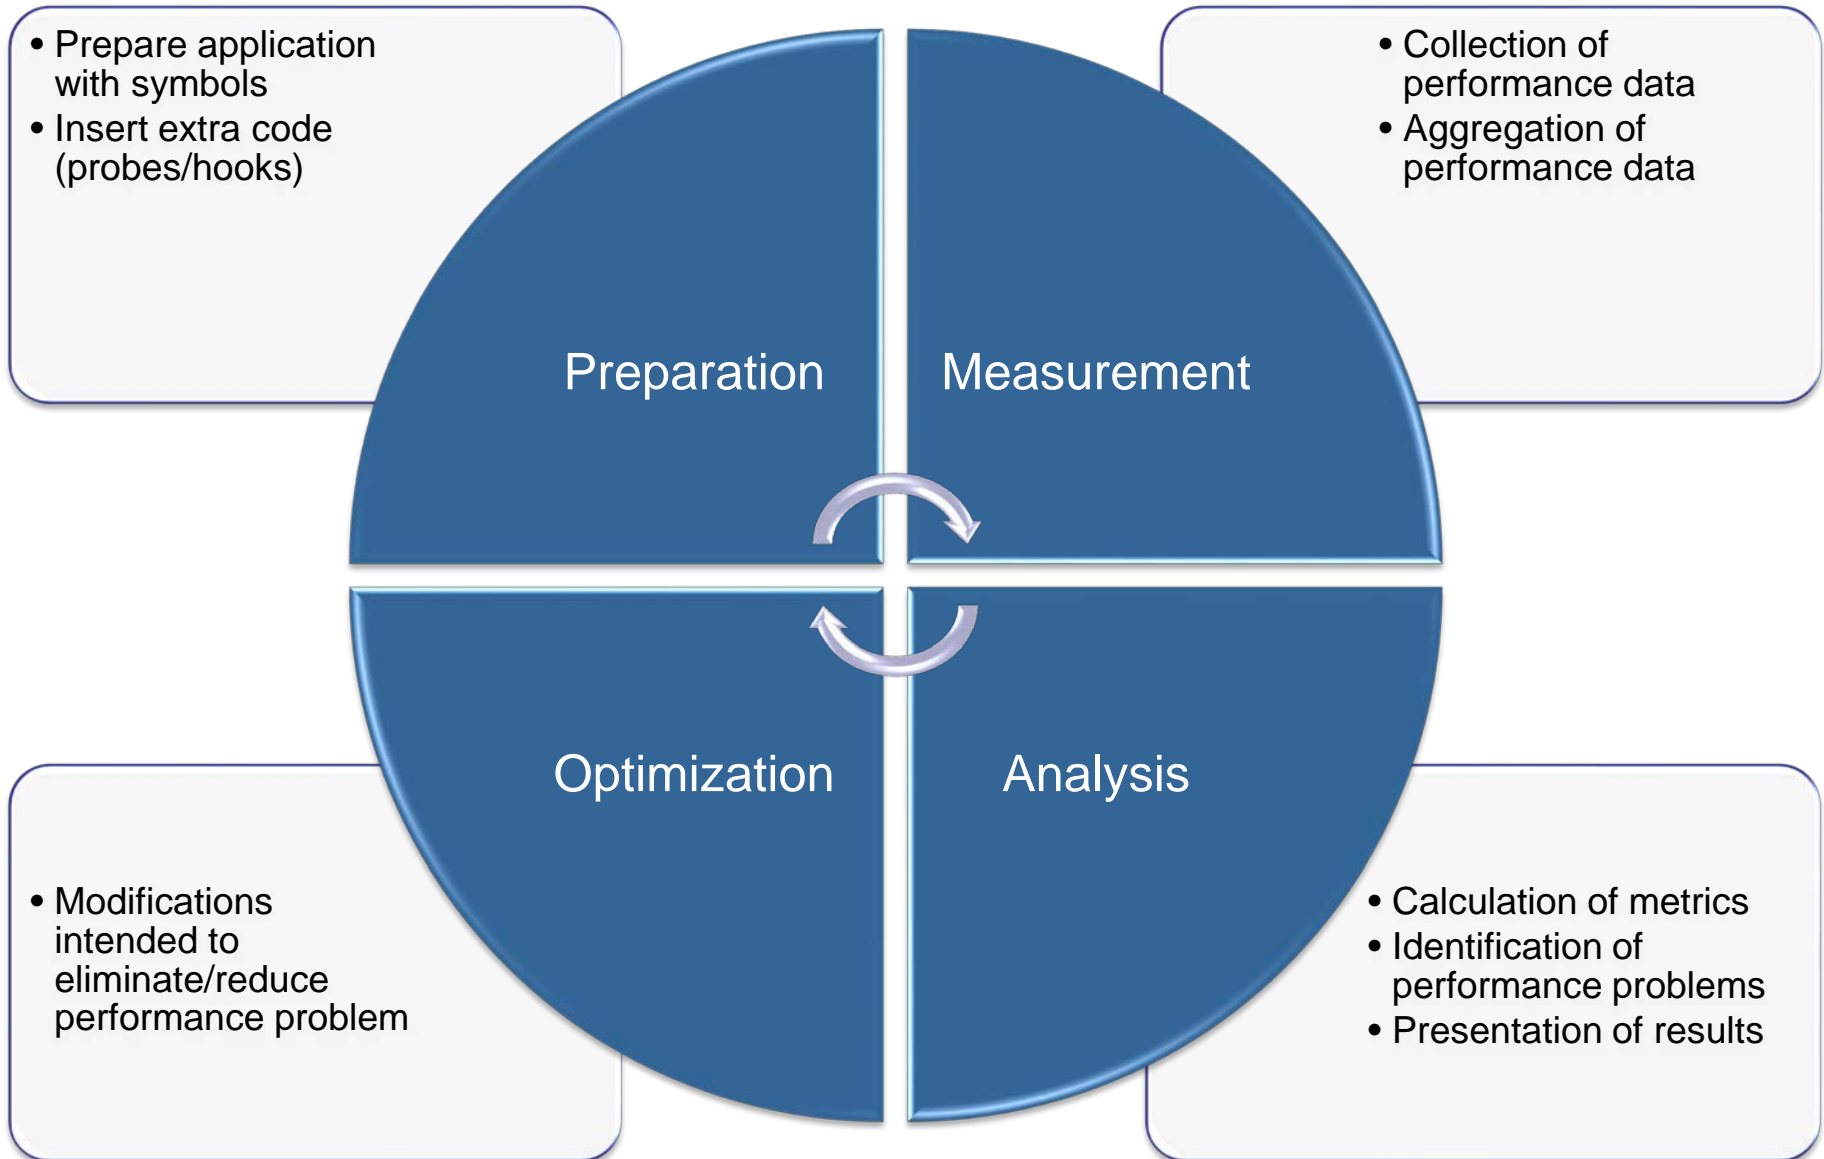 • Prepare application
with symbols
• Insert extra code
(probes/hooks)
• Collection of
performance data
• Aggregation of
performance data
Preparation
Measurement
Optimization
Analysis
• Modifications
intended to
eliminate/reduce
performance problem
• Calculation of metrics
• Identification of
performance problems
• Presentation of results